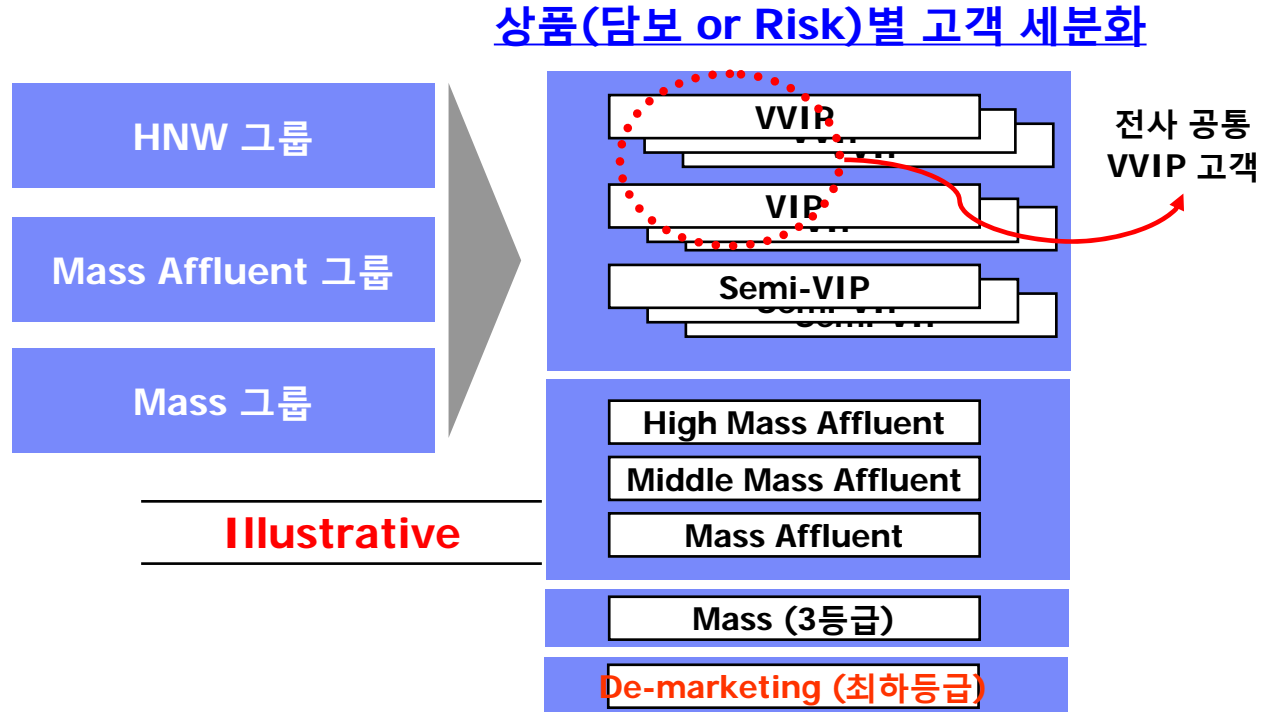 상품(담보 or Risk)별 고객 세분화
HNW 그룹
Mass Affluent 그룹
Mass 그룹
Illustrative
VVIP
VIP
Semi-VIP
High Mass Affluent
Middle Mass Affluent
Mass Affluent
Mass (3등급)
De-marketing (최하등급)
전사 공통
VVIP 고객